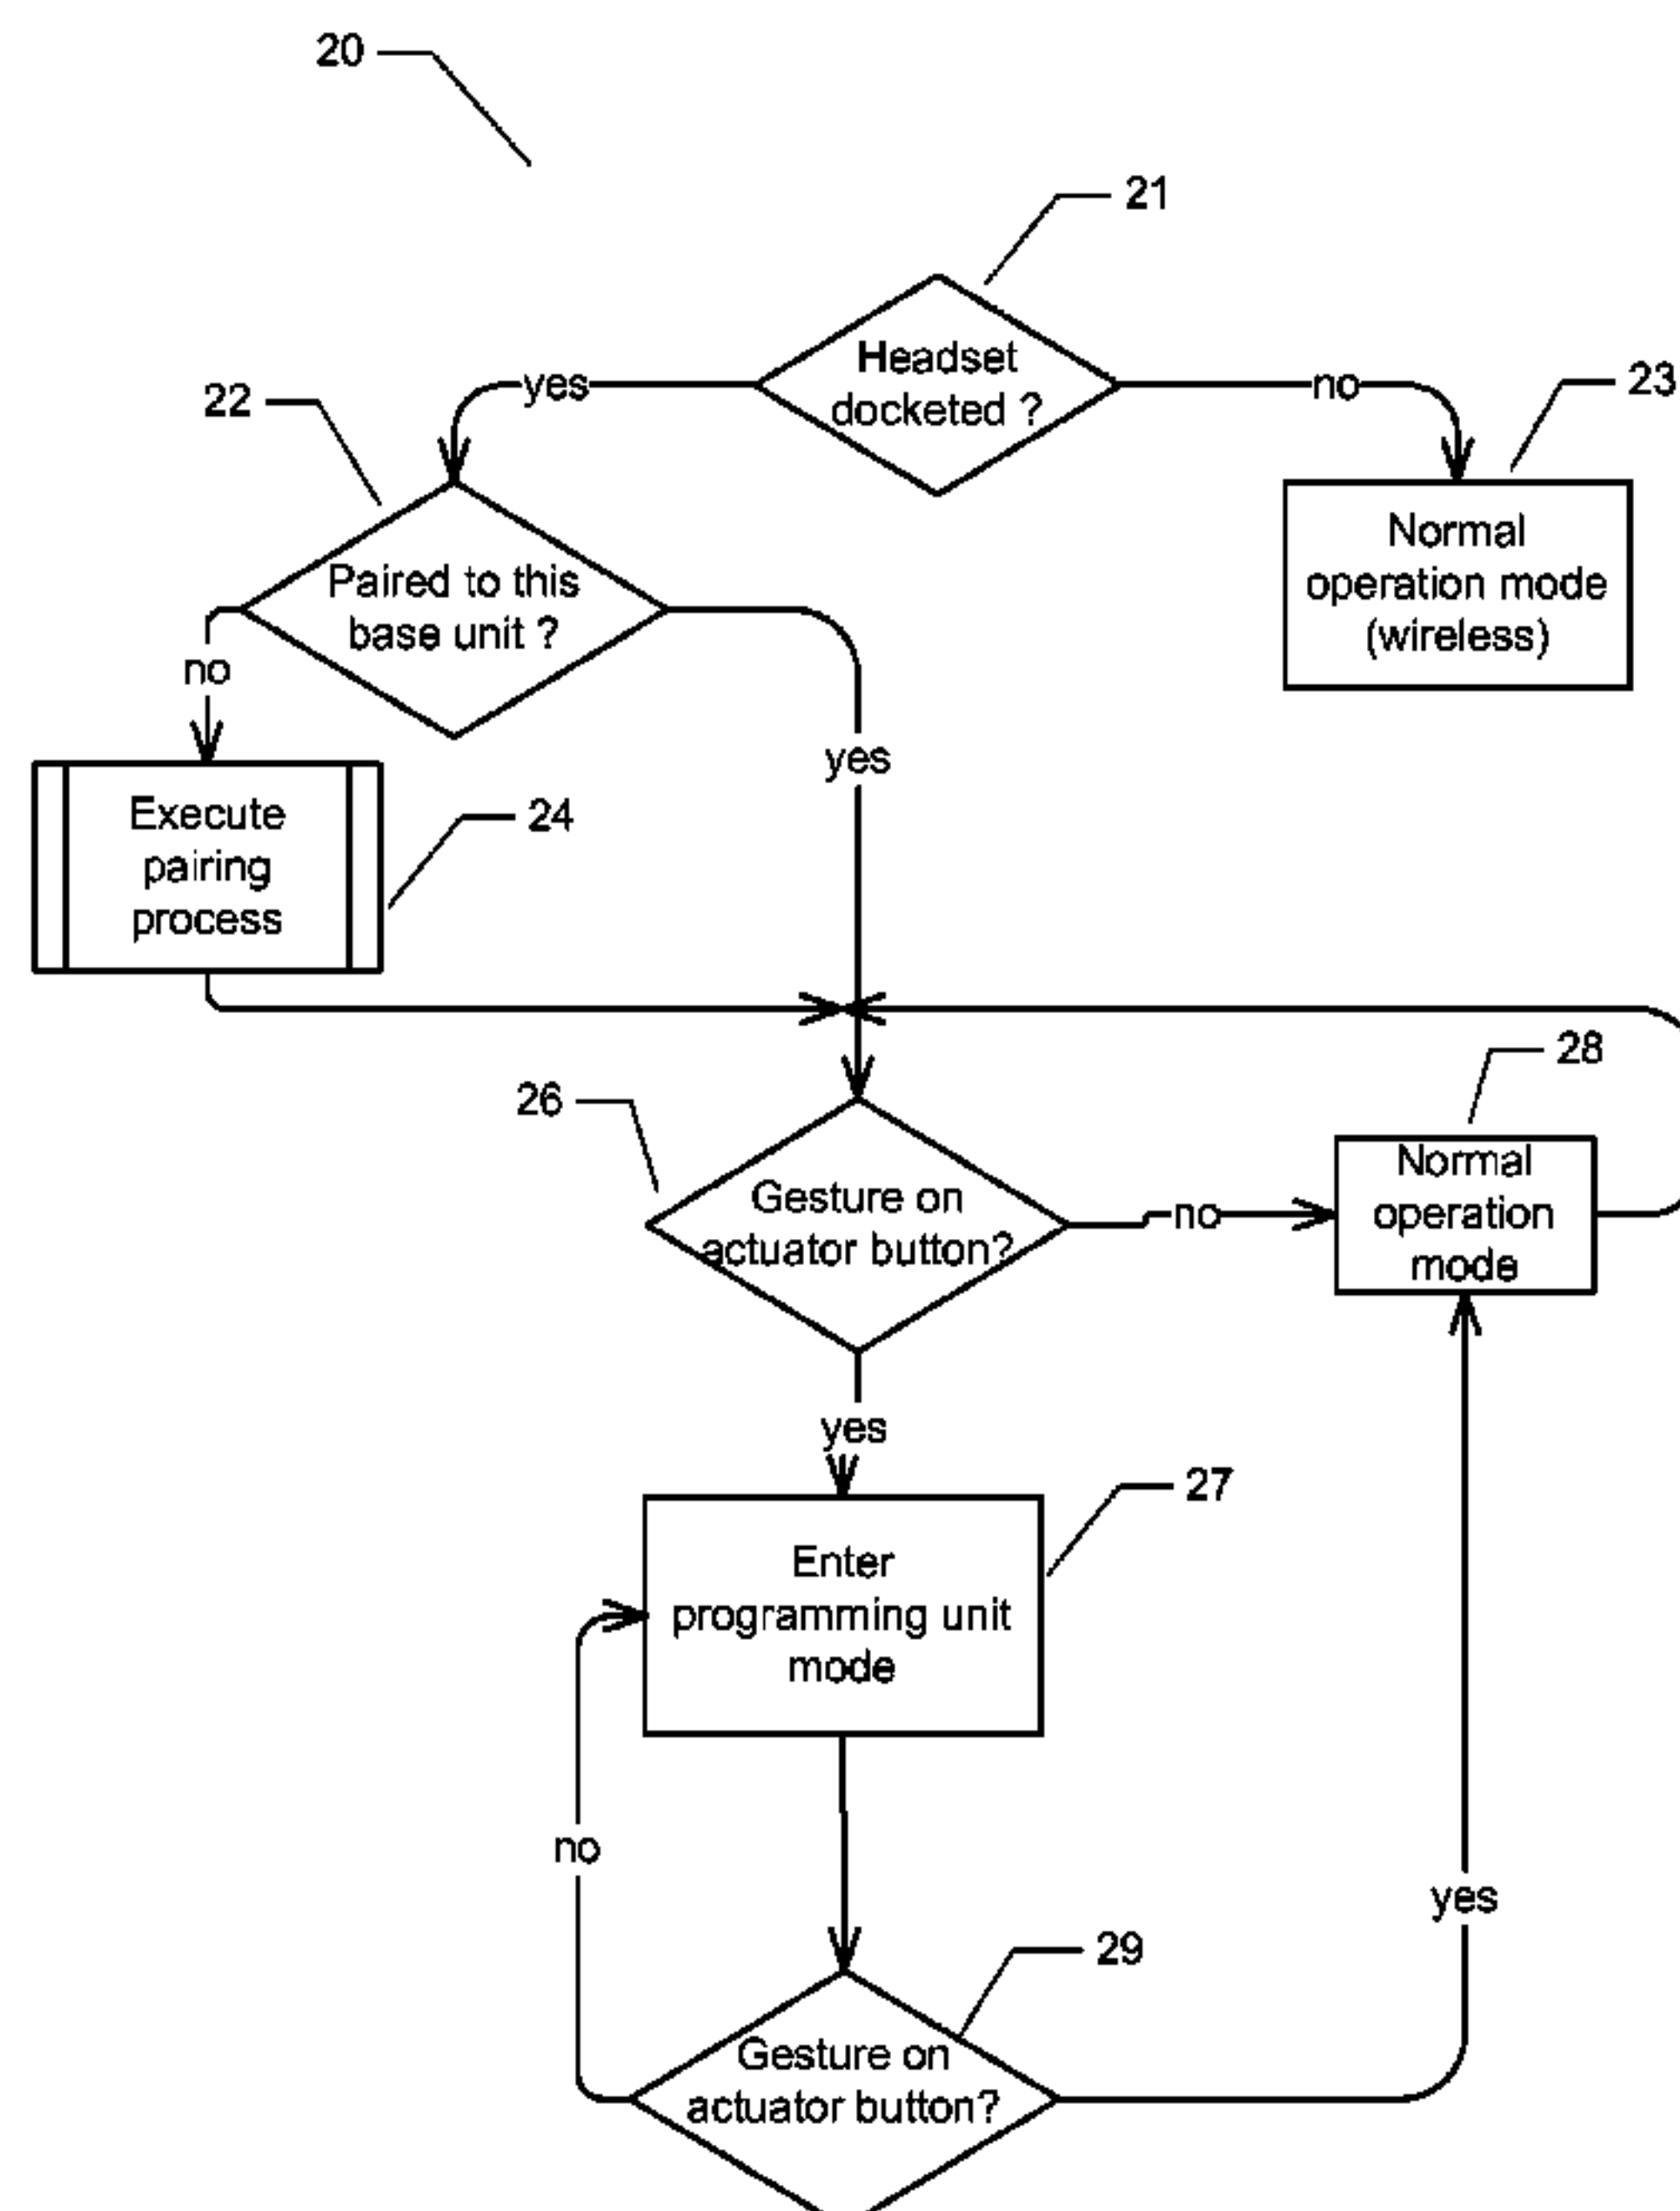 20
21
Headset
docketed ?
yes
no
22
23
Paired to this
base unit ?
Normal
operation mode
(wireless)
no
yes
Execute
pairing
process
24
26
28
Gesture on
actuator button?
no
Normal
operation
mode
yes
27
Enter
programming unit
mode
no
yes
29
Gesture on
actuator button?